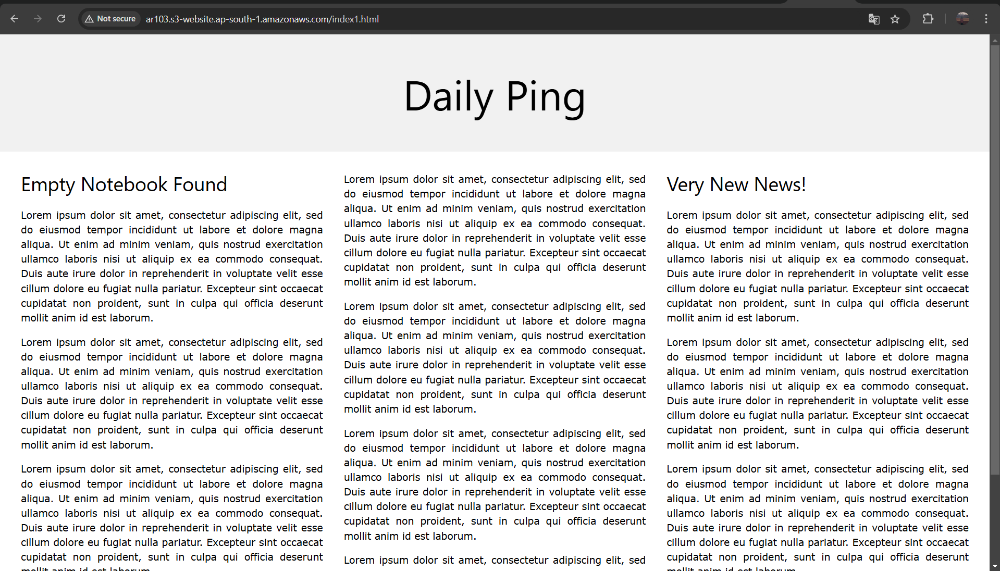 Not secure
ar103.s3-website.ap-south-1.amazonaws.com/index1.html
Daily Ping
Empty Notebook Found
Lorem ipsum dolor sit amet, consectetur adipiscing elit, sed
do eiusmod tempor incididunt ut labore et dolore magna
aliqua. Ut enim ad minim veniam, quis nostrud exercitation
ullamco laboris nisi ut aliquip ex ea commodo consequat.
Duis aute irure dolor in reprehenderit in voluptate velit esse
cillum dolore eu fugiat nulla pariatur. Excepteur sint occaecat
cupidatat non proident, sunt in culpa qui officia deserunt
mollit anim id est laborum.
Lorem ipsum dolor sit amet, consectetur adipiscing elit, sed
do eiusmod tempor incididunt ut labore et dolore magna
aliqua. Ut enim ad minim veniam, quis nostrud exercitation
ullamco laboris nisi ut aliquip ex ea commodo consequat.
Duis aute irure dolor in reprehenderit in voluptate velit esse
cillum dolore eu fugiat nulla pariatur. Excepteur sint occaecat
cupidatat non proident, sunt in culpa qui officia deserunt
mollit anim id est laborum.
Lorem ipsum dolor sit amet, consectetur adipiscing elit, sed
do eiusmod tempor incididunt ut labore et dolore magna
aliqua. Ut enim ad minim veniam, quis nostrud exercitation
ullamco laboris nisi ut aliquip ex ea commodo consequat.
Duis aute irure dolor in reprehenderit in voluptate velit esse
cillum dolore eu fugiat nulla pariatur. Excepteur sint occaecat
cupidatat non proident, sunt in culpa qui officia deserunt
mollit anim id est laborum.
Lorem ipsum dolor sit amet, consectetur adipiscing elit, sed
do eiusmod tempor incididunt ut labore et dolore magna
aliqua. Ut enim ad minim veniam, quis nostrud exercitation
ullamco laboris nisi ut aliquip ex ea commodo consequat.
Duis aute irure dolor in reprehenderit in voluptate velit esse
cillum dolore eu fugiat nulla pariatur. Excepteur sint occaecat
cupidatat non proident, sunt in culpa qui officia deserunt
mollit anim id est laborum.
Lorem ipsum dolor sit amet, consectetur adipiscing elit, sed
do eiusmod tempor incididunt ut labore et dolore magna
aliqua. Ut enim ad minim veniam, quis nostrud exercitation
ullamco laboris nisi ut aliquip ex ea commodo consequat.
Duis aute irure dolor in reprehenderit in voluptate velit esse
cillum dolore eu fugiat nulla pariatur. Excepteur sint occaecat
cupidatat non proident, sunt in culpa qui officia deserunt
mollit anim id est laborum.
Lorem ipsum dolor sit amet, consectetur adipiscing elit, sed
do eiusmod tempor incididunt ut labore et dolore magna
aliqua. Ut enim ad minim veniam, quis nostrud exercitation
ullamco laboris nisi ut aliquip ex ea commodo consequat.
Duis aute irure dolor in reprehenderit in voluptate velit esse
cillum dolore eu fugiat nulla pariatur. Excepteur sint occaecat
cupidatat non proident, sunt in culpa qui officia deserunt
mollit anim id est laborum.
Lorem ipsum dolor sit amet, consectetur adipiscing elit, sed
Very New News!
Lorem ipsum dolor sit amet, consectetur adipiscing elit, sed
do eiusmod tempor incididunt ut labore et dolore magna
aliqua. Ut enim ad minim veniam, quis nostrud exercitation
ullamco laboris nisi ut aliquip ex ea commodo consequat.
Duis aute irure dolor in reprehenderit in voluptate velit esse
cillum dolore eu fugiat nulla pariatur. Excepteur sint occaecat
cupidatat non proident, sunt in culpa qui officia deserunt
mollit anim id est laborum.
Lorem ipsum dolor sit amet, consectetur adipiscing elit, sed
do eiusmod tempor incididunt ut labore et dolore magna
aliqua. Ut enim ad minim veniam, quis nostrud exercitation
ullamco laboris nisi ut aliquip ex ea commodo consequat.
Duis aute irure dolor in reprehenderit in voluptate velit esse
cillum dolore eu fugiat nulla pariatur. Excepteur sint occaecat
cupidatat non proident, sunt in culpa qui officia deserunt
mollit anim id est laborum.
Lorem ipsum dolor sit amet, consectetur adipiscing elit, sed
do eiusmod tempor incididunt ut labore et dolore magna
aliqua. Ut enim ad minim veniam, quis nostrud exercitation
ullamco laboris nisi ut aliquip ex ea commodo consequat.
Duis aute irure dolor in reprehenderit in voluptate velit esse
cillum dolore eu fugiat nulla pariatur. Excepteur sint occaecat
cupidatat non proident, sunt in culpa qui officia deserunt
mollit anim id est laborum.